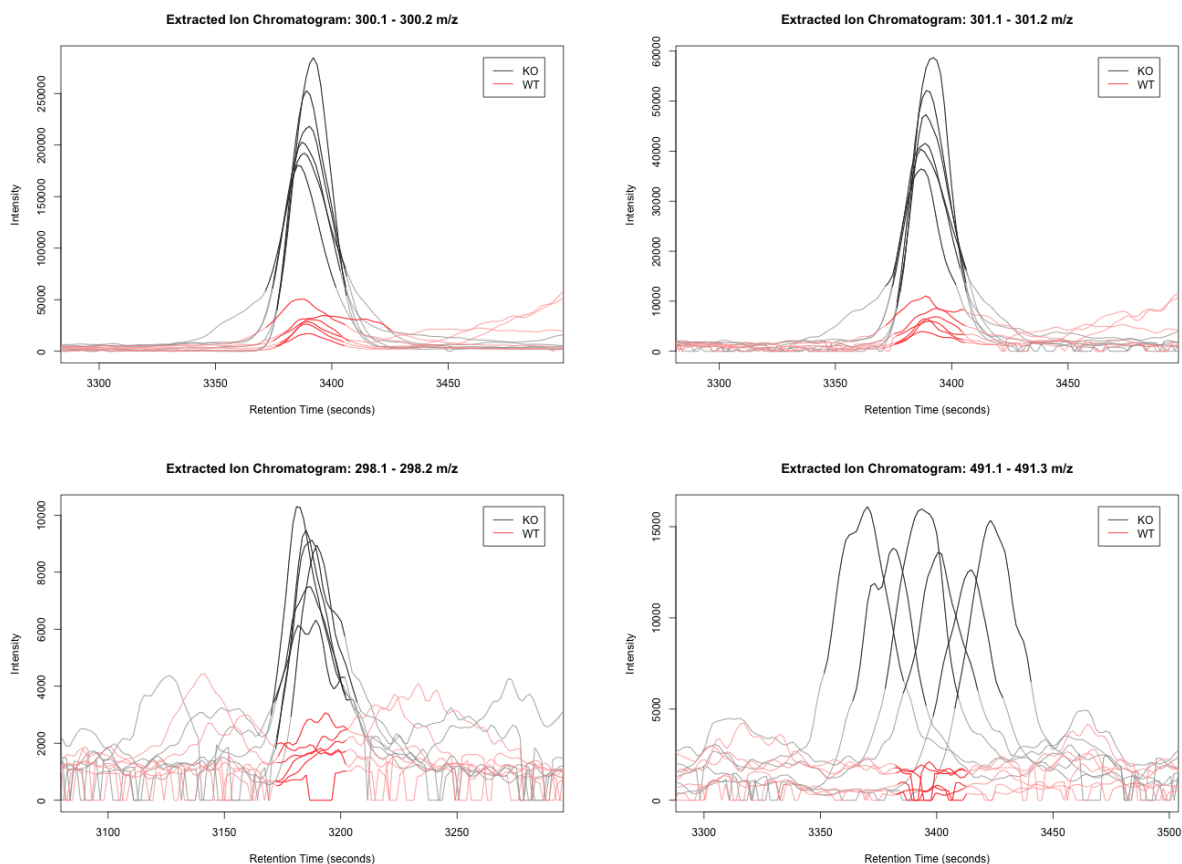 Extracted Ion Chromatogram: 300.1 - 300.2 m/z
KO
WT
Intensity
0
50000
100000
150000
200000
250000
3300
3350
3400
3450
Retention Time (seconds)
Extracted Ion Chromatogram: 301.1 - 301.2 m/z
KO
WT
Intensity
0
10000
20000
30000
40000
50000
60000
3300
3350
3400
3450
Retention Time (seconds)
Extracted Ion Chromatogram: 298.1 - 298.2 m/z
KO
WT
Intensity
0
2000
4000
6000
8000
10000
3100
3150
3200
3250
Retention Time (seconds)
Extracted Ion Chromatogram: 491.1 - 491.3 m/z
KO
WT
Intensity
0
5000
10000
15000
3300
3350
3400
3450
3500
Retention Time (seconds)